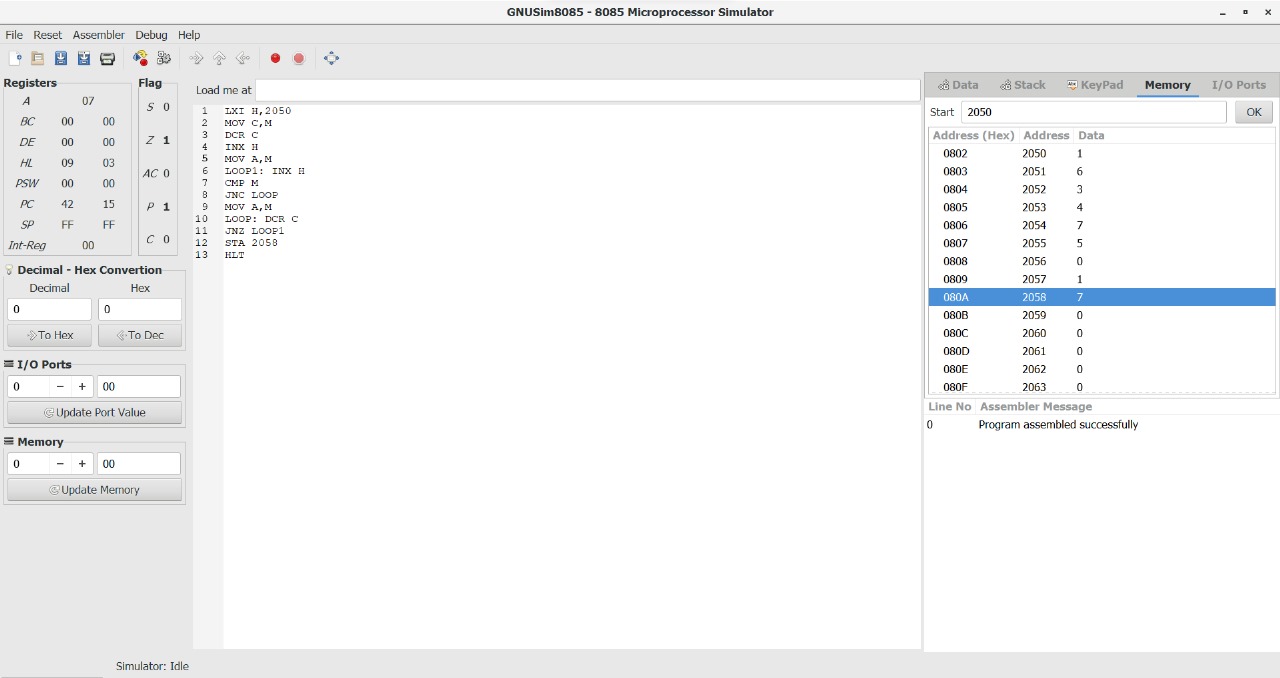 GNUSim8085 - 8085 Microprocessor Simulator
File Reset Assembler Debug Help
Registers
A 07
BC 00 00
DE 00 00
HL 09 03
PSW 00 00
PC 42 15
SP FF FF
Int-Reg 00
Flag
S 0
Z 1
AC 0
P 1
C 0
Decimal - Hex Convertion
Decimal Hex
0 0
To Hex To Dec
I/O Ports
0 − + 00
Update Port Value
Memory
0 − + 00
Update Memory
Load me at
1 LXI H,2050
2 MOV C,M
3 DCR C
4 INX H
5 MOV A,M
6 LOOP1: INX H
7 CMP M
8 JNC LOOP
9 MOV A,M
10 LOOP: DCR C
11 JNZ LOOP1
12 STA 2058
13 HLT
Data Stack KeyPad Memory I/O Ports
Start 2050 OK
Address (Hex) Address Data
0802 2050 1
0803 2051 6
0804 2052 3
0805 2053 4
0806 2054 7
0807 2055 5
0808 2056 0
0809 2057 1
080A 2058 7
080B 2059 0
080C 2060 0
080D 2061 0
080E 2062 0
080F 2063 0
Line No Assembler Message
0 Program assembled successfully
Simulator: Idle